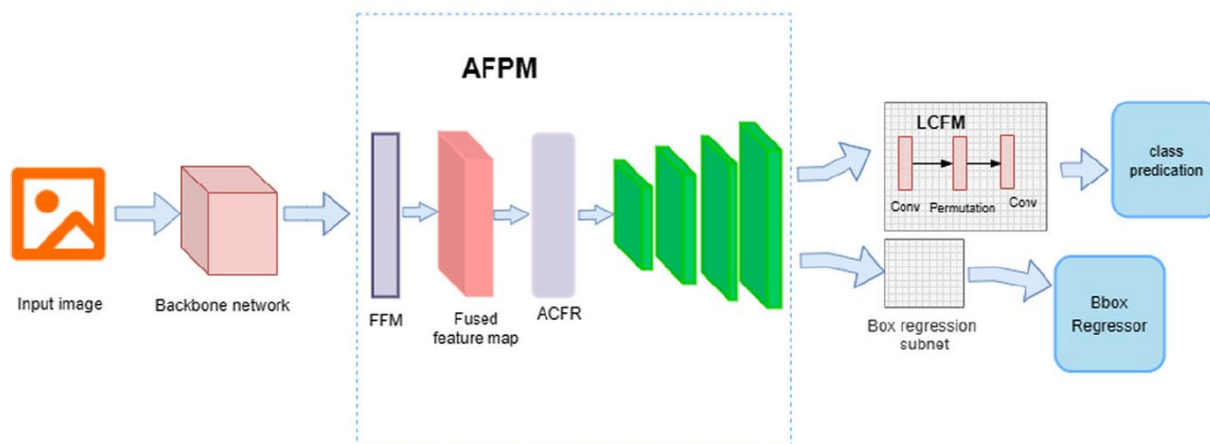 AFPM
LCFM
Conv
Permutation
Conv
class
predication
Input image
Backbone network
FFM
Fused
feature map
ACFR
Box regression
subnet
Bbox
Regressor